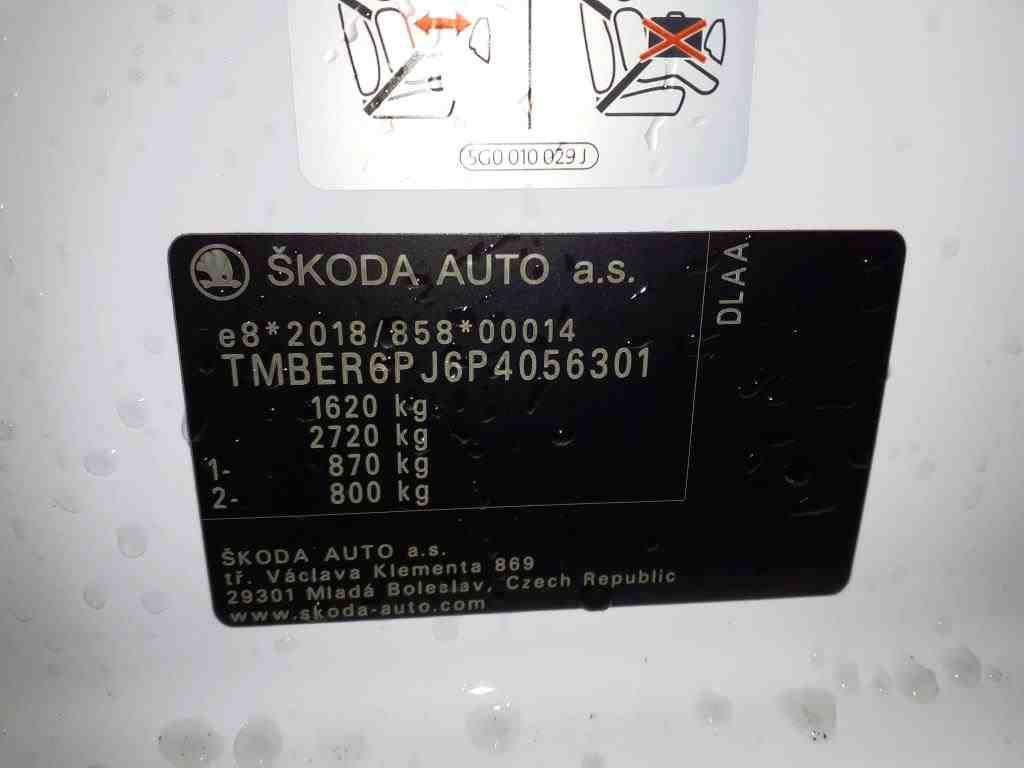 5G0 010 029 J
ŠKODA AUTO a.s.
DLAA
e8*2018/858*00014
TMBER6PJ6P4056301
1620 kg
2720 kg
1- 870 kg
2- 800 kg
ŠKODA AUTO a.s.
tř. Václava Klementa 869
29301 Mladá Boleslav, Czech Republic
www.skoda-auto.com